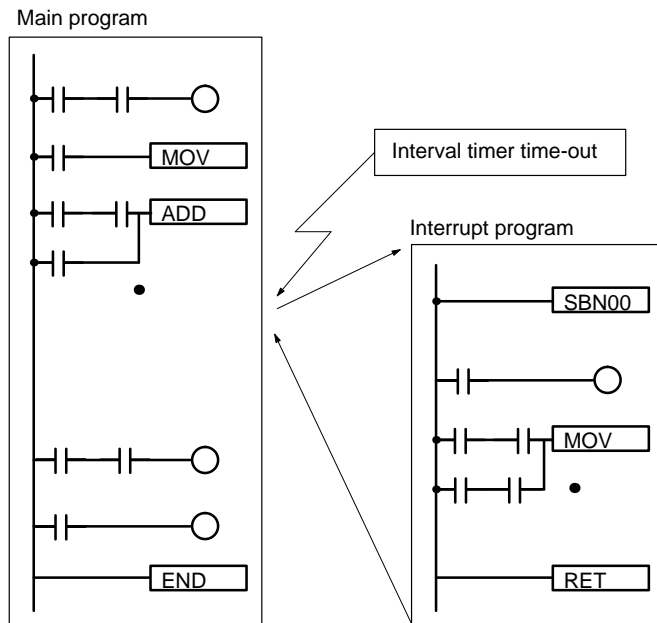 Main program
MOV
ADD
END
Interval timer time-out
Interrupt program
SBN00
MOV
RET